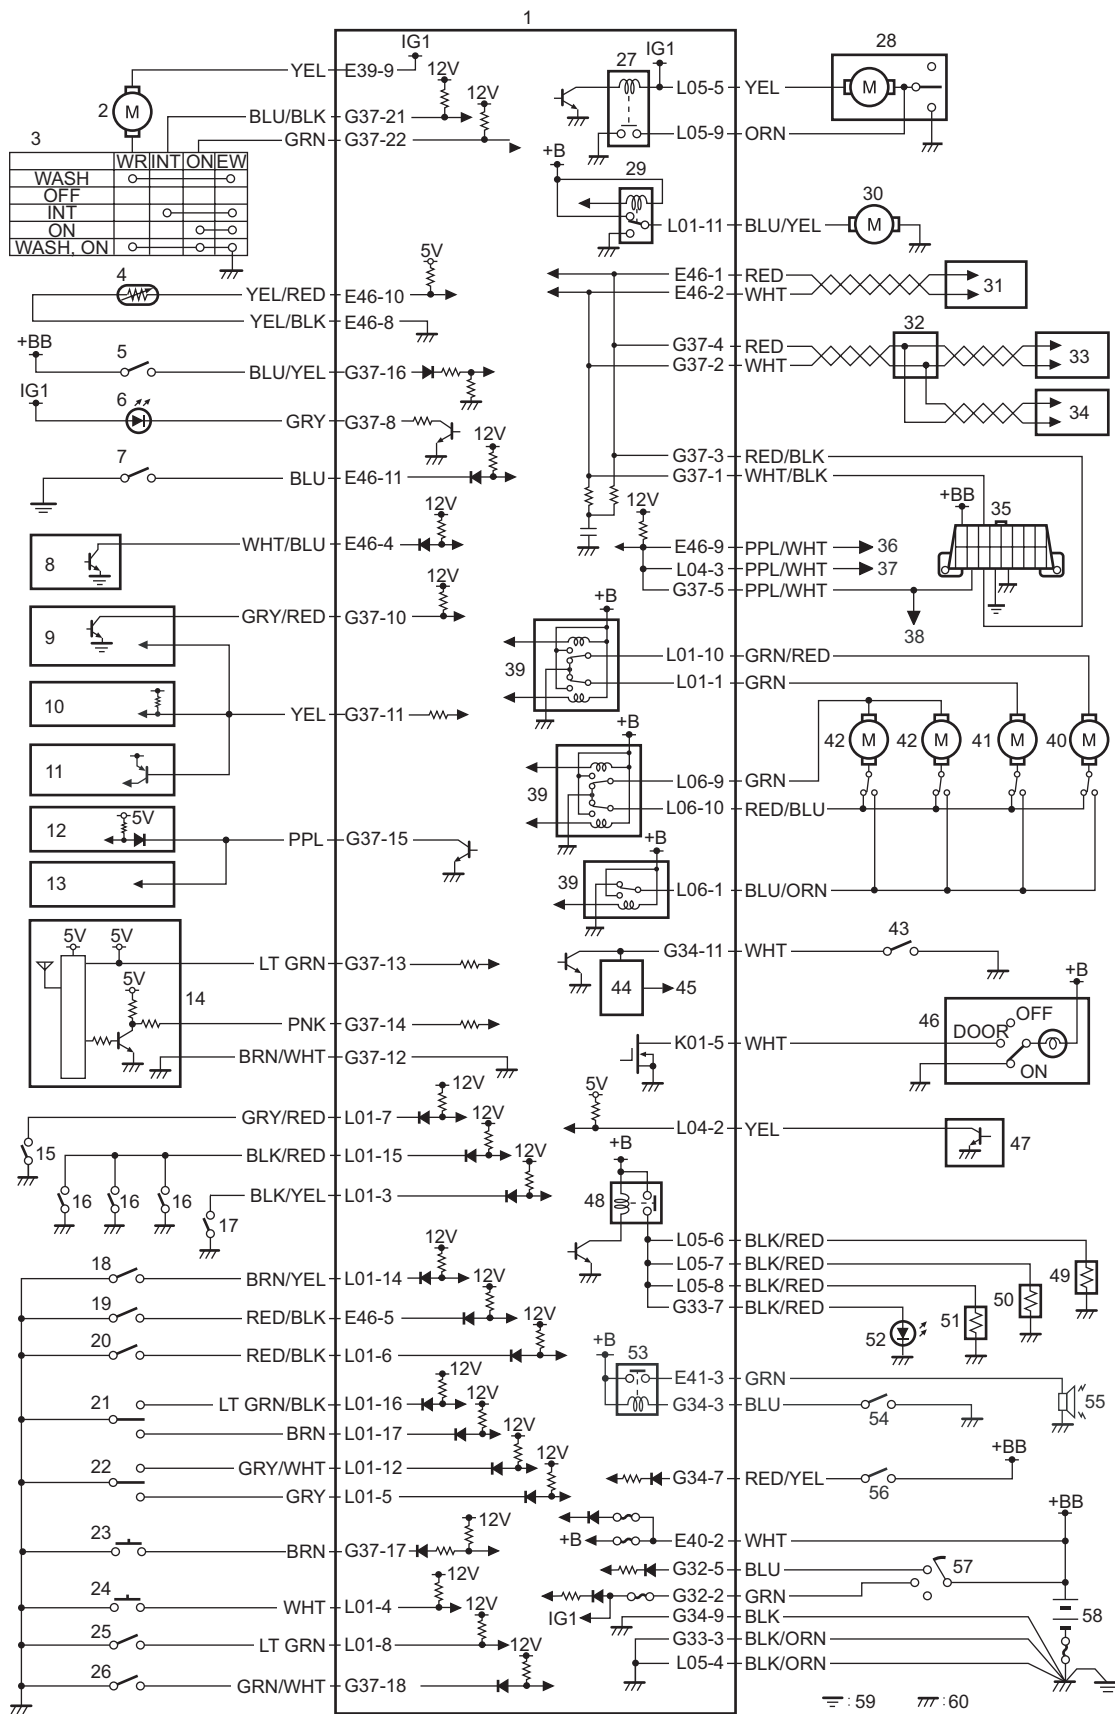 1
IG1
YEL E39-9
12V
12V
2
M
BLU/BLK G37-21
GRN G37-22
3
WR INT ON EW
WASH
OFF
INT
ON
WASH, ON
4
5V
YEL/RED E46-10
YEL/BLK E46-8
+BB
5
BLU/YEL G37-16
IG1
6
GRY G37-8
7
12V
BLU E46-11
12V
8
WHT/BLU E46-4
12V
9
GRY/RED G37-10
10
YEL G37-11
11
12
5V
PPL G37-15
13
5V 5V
5V
14
LT GRN G37-13
PNK G37-14
BRN/WHT G37-12
12V
15
GRY/RED L01-7
12V
BLK/RED L01-15
12V
16 16 16
BLK/YEL L01-3
17
12V
18
BRN/YEL L01-14
12V
19
RED/BLK E46-5
12V
20
RED/BLK L01-6
12V
21
LT GRN/BLK L01-16
12V
BRN L01-17
12V
22
GRY/WHT L01-12
12V
GRY L01-5
23
12V
BRN G37-17
24
12V
WHT L01-4
25
12V
LT GRN L01-8
12V
26
GRN/WHT G37-18
27
IG1
28
M
L05-5 YEL
L05-9 ORN
+B
29
30
L01-11 BLU/YEL
M
E46-1 RED
E46-2 WHT
31
32
G37-4 RED
G37-2 WHT
33
34
G37-3 RED/BLK
G37-1 WHT/BLK
12V
+BB
35
E46-9 PPL/WHT 36
L04-3 PPL/WHT 37
G37-5 PPL/WHT
38
+B
39
L01-10 GRN/RED
L01-1 GRN
+B
39
L06-9 GRN
L06-10 RED/BLU
42 M
42 M
41 M
40 M
+B
39
L06-1 BLU/ORN
G34-11 WHT
43
44 45
+B
46
OFF
DOOR
ON
K01-5 WHT
5V
L04-2 YEL
47
+B
48
L05-6 BLK/RED
L05-7 BLK/RED
L05-8 BLK/RED
G33-7 BLK/RED
49
50
51
52
+B
53
E41-3 GRN
G34-3 BLU
54
55
+BB
G34-7 RED/YEL
56
+BB
+B
E40-2 WHT
G32-5 BLU
57
G32-2 GRN
IG1
G34-9 BLK
58
G33-3 BLK/ORN
L05-4 BLK/ORN
: 59
: 60